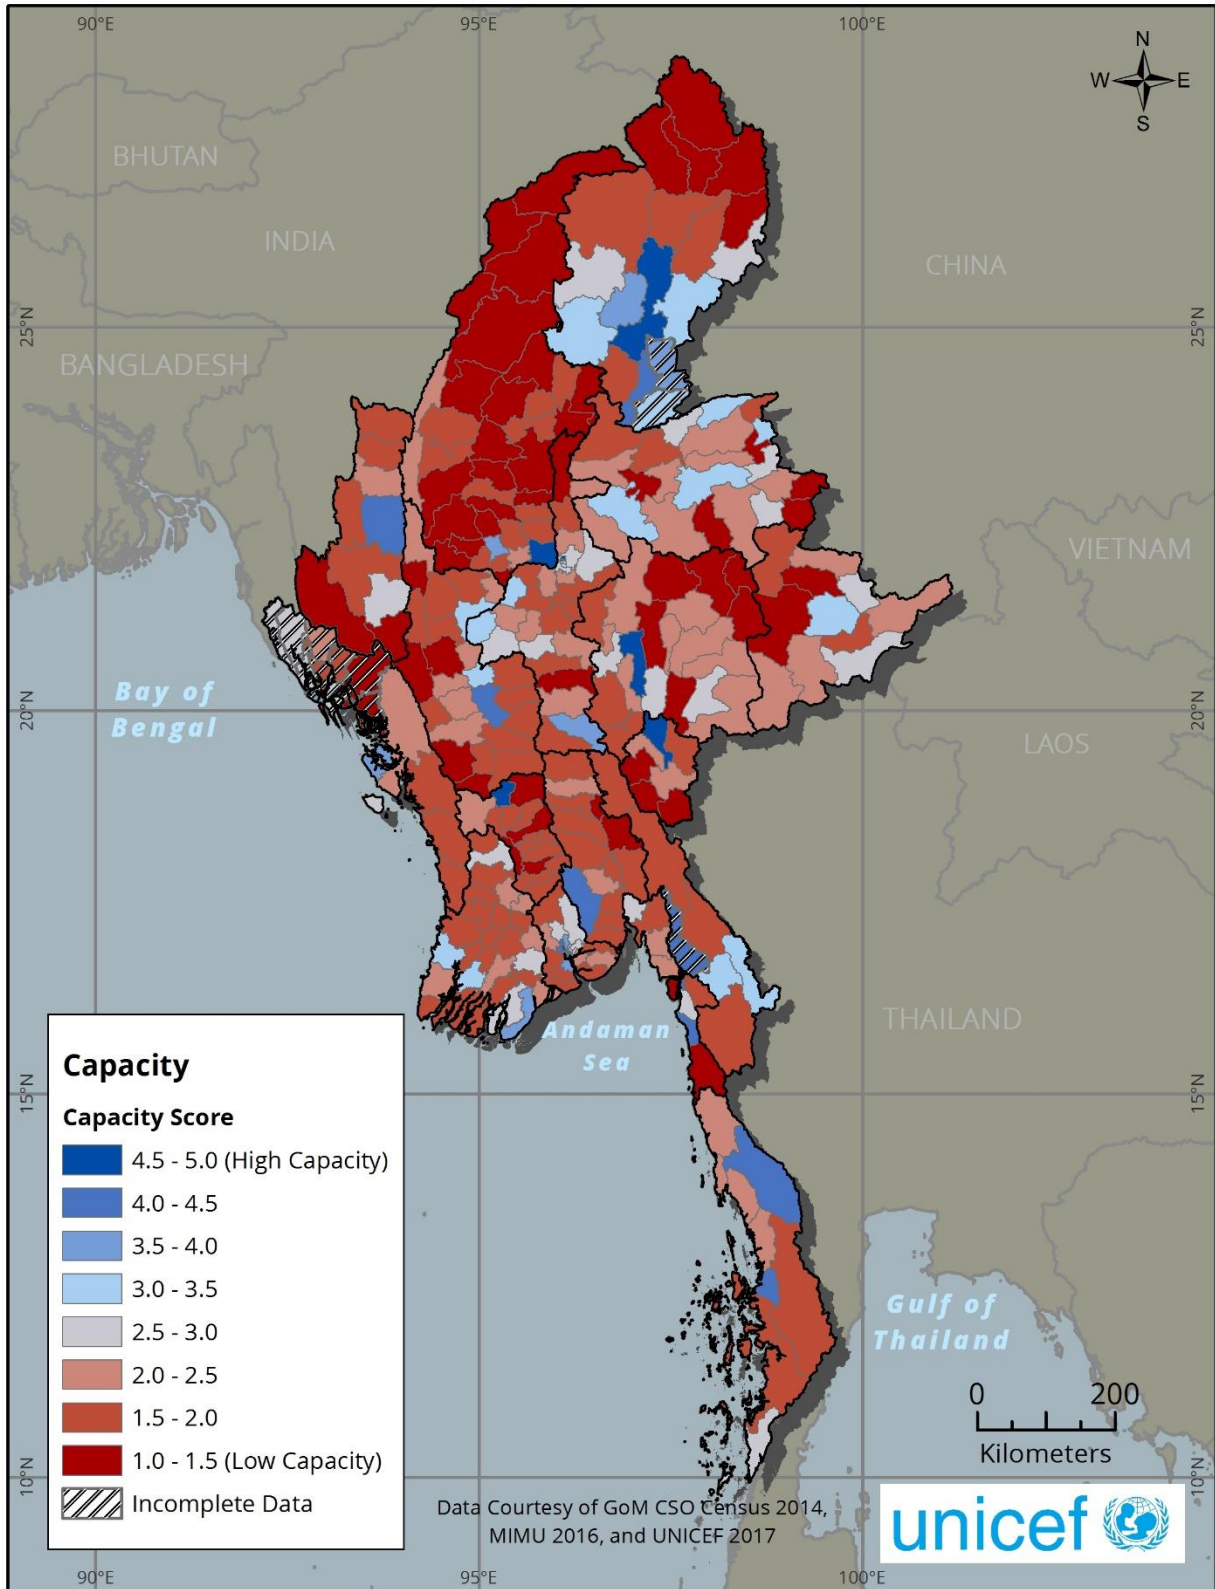 90°E
95°E
100°E
N
W E
S
BHUTAN
INDIA
CHINA
25°N
25°N
BANGLADESH
VIETNAM
Bay of
Bengal
20°N
20°N
LAOS
THAILAND
Andaman
Sea
15°N
15°N
Capacity
Capacity Score
4.5 - 5.0 (High Capacity)
4.0 - 4.5
3.5 - 4.0
3.0 - 3.5
2.5 - 3.0
2.0 - 2.5
1.5 - 2.0
1.0 - 1.5 (Low Capacity)
Incomplete Data
Gulf of
Thailand
0 200
Kilometers
10°N
10°N
Data Courtesy of GoM CSO Census 2014,
MIMU 2016, and UNICEF 2017
unicef
90°E
95°E
100°E